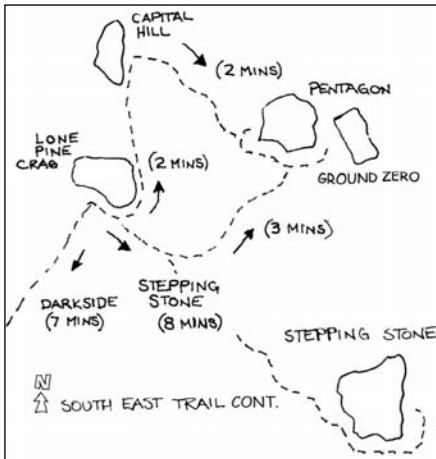 CAPITAL
HILL
(2 MINS)
PENTAGON
LONE
PINE
CRAG
(2 MINS)
GROUND ZERO
(3 MINS)
DARKSIDE
(7 MINS)
STEPPING
STONE
(8 MINS)
STEPPING STONE
N
SOUTH EAST TRAIL CONT.